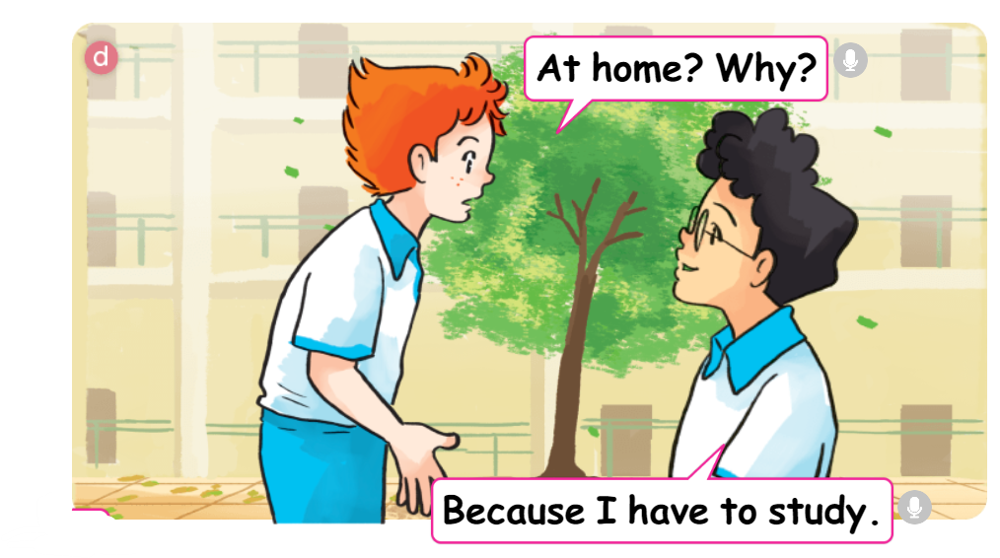 d
At home? Why?
Because I have to study.